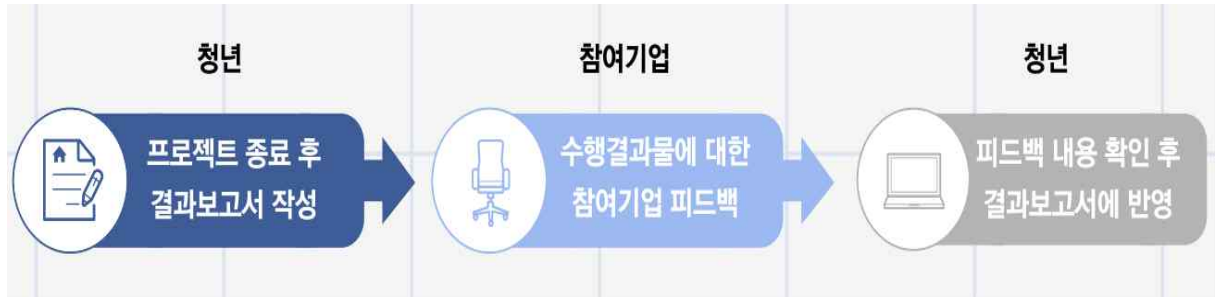 청년
프로젝트 종료 후
결과보고서 작성
참여기업
수행결과물에 대한
참여기업 피드백
청년
피드백 내용 확인 후
결과보고서에 반영